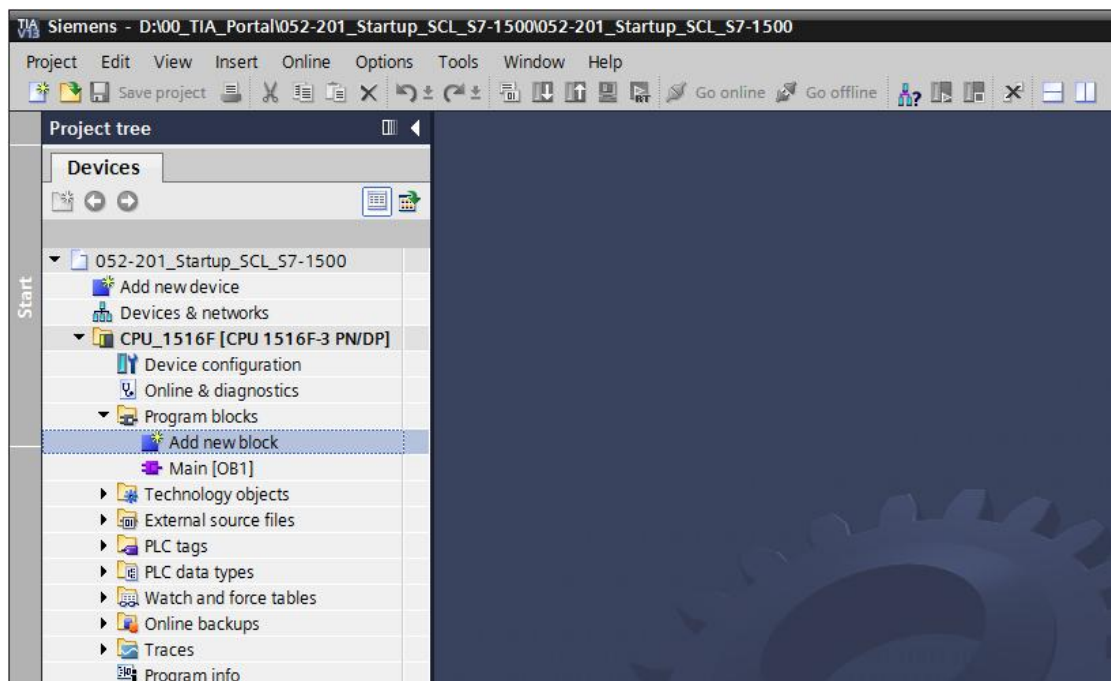 TIA V13 Siemens - D:\00_TIA_Portal\052-201_Startup_SCL_S7-1500\052-201_Startup_SCL_S7-1500
Project Edit View Insert Online Options Tools Window Help
Save project Go online Go offline
Project tree
Devices
Start
052-201_Startup_SCL_S7-1500
Add new device
Devices & networks
CPU_1516F [CPU 1516F-3 PN/DP]
Device configuration
Online & diagnostics
Program blocks
Add new block
Main [OB1]
Technology objects
External source files
PLC tags
PLC data types
Watch and force tables
Online backups
Traces
Program info